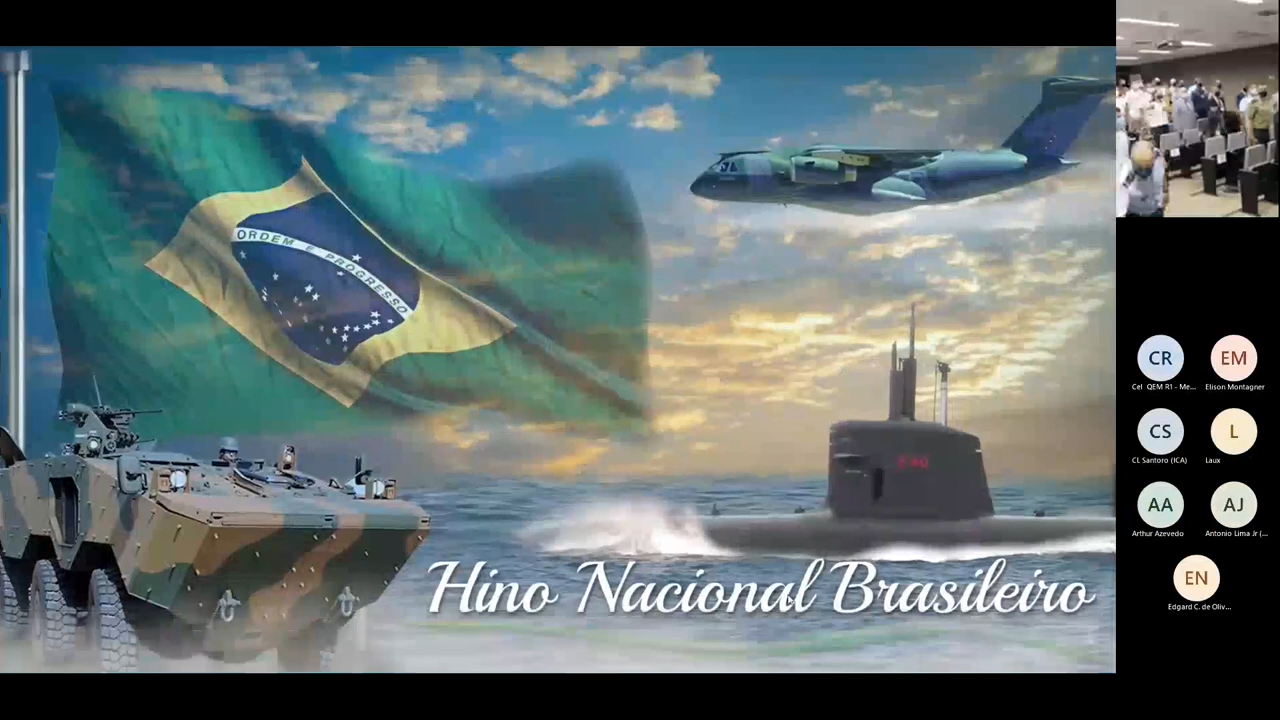 ORDEM E PROGRESSO
Hino Nacional Brasileiro
CR
EM
Cel QEM R1 - Me...
Elison Montagner
CS
L
CL Santoro (ICA)
Laux
AA
AJ
Arthur Azevedo
Antonio Lima Jr (...
EN
Edgard C. de Oliv...